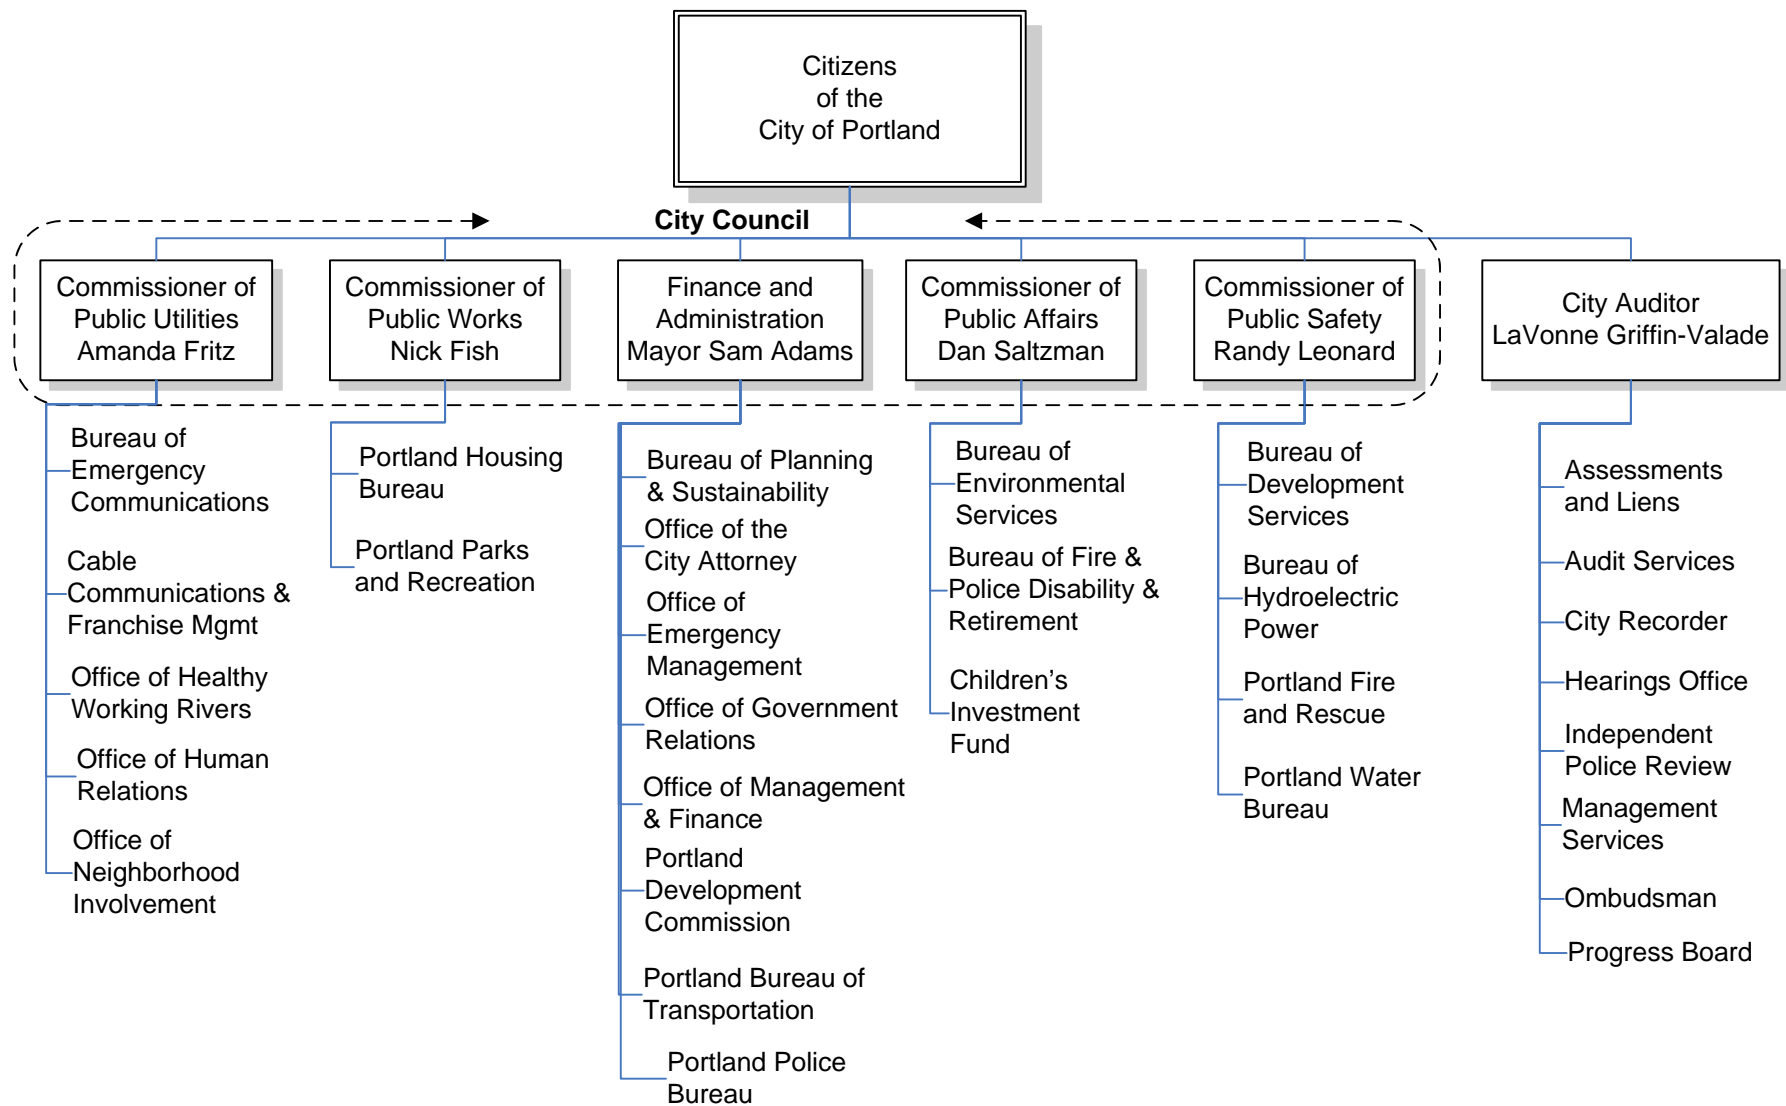 Citizens
of the
City of Portland
City Council
Commissioner of
Public Utilities
Amanda Fritz
Commissioner of
Public Works
Nick Fish
Finance and
Administration
Mayor Sam Adams
Commissioner of
Public Affairs
Dan Saltzman
Commissioner of
Public Safety
Randy Leonard
City Auditor
LaVonne Griffin-Valade
Bureau of
Emergency
Communications
Cable
Communications &
Franchise Mgmt
Office of Healthy
Working Rivers
Office of Human
Relations
Office of
Neighborhood
Involvement
Portland Housing
Bureau
Portland Parks
and Recreation
Bureau of Planning
& Sustainability
Office of the
City Attorney
Office of
Emergency
Management
Office of Government
Relations
Office of Management
& Finance
Portland
Development
Commission
Portland Bureau of
Transportation
Portland Police
Bureau
Bureau of
Environmental
Services
Bureau of Fire &
Police Disability &
Retirement
Children’s
Investment
Fund
Bureau of
Development
Services
Bureau of
Hydroelectric
Power
Portland Fire
and Rescue
Portland Water
Bureau
Assessments
and Liens
Audit Services
City Recorder
Hearings Office
Independent
Police Review
Management
Services
Ombudsman
Progress Board